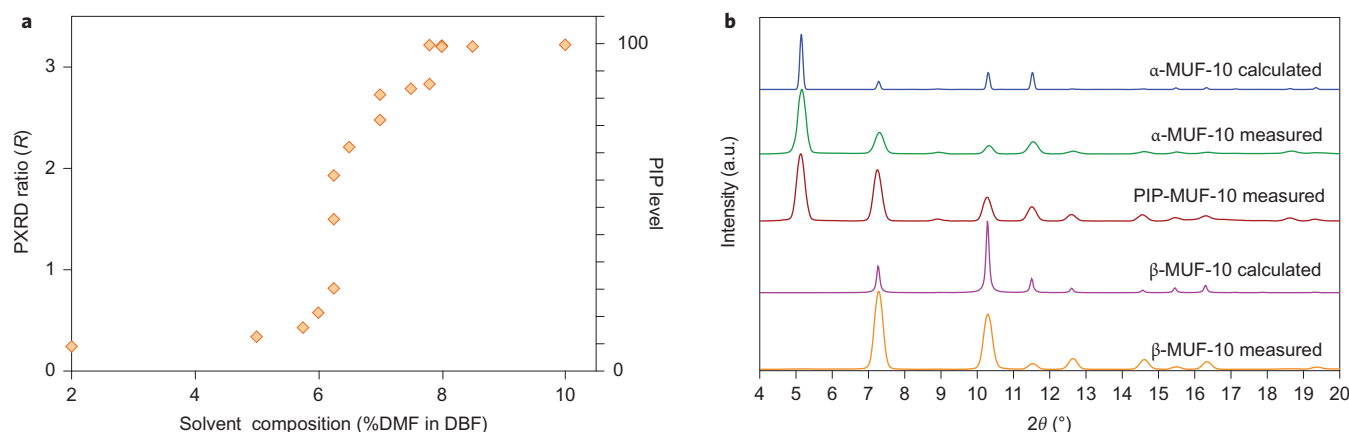 a
3
2
1
0
PXRD ratio (R)
100
0
PIP level
2 4 6 8 10
Solvent composition (%DMF in DBF)
b
Intensity (a.u.)
α-MUF-10 calculated
α-MUF-10 measured
PIP-MUF-10 measured
β-MUF-10 calculated
β-MUF-10 measured
4 5 6 7 8 9 10 11 12 13 14 15 16 17 18 19 20
2θ (°)